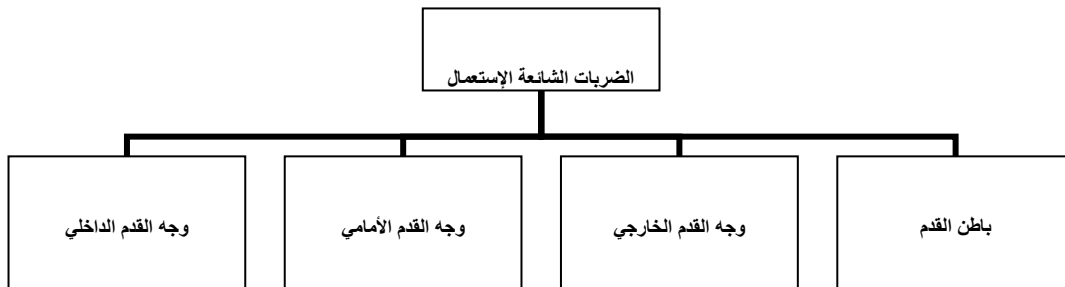 الضربات الشائعة الإستعمال
باطن القدم
وجه القدم الخارجي
وجه القدم الأمامي
وجه القدم الداخلي